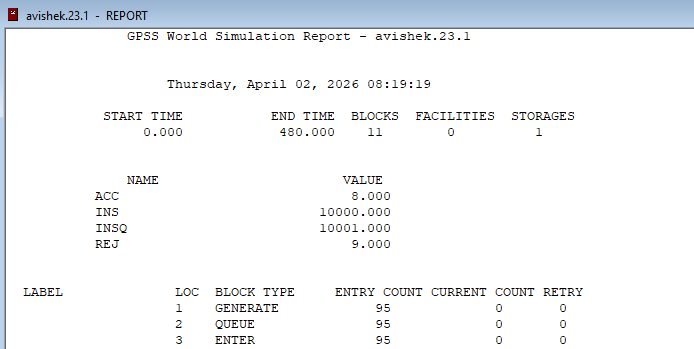 avishek.23.1 - REPORT
GPSS World Simulation Report - avishek.23.1
Thursday, April 02, 2026 08:19:19
START TIME END TIME BLOCKS FACILITIES STORAGES
0.000 480.000 11 0 1
NAME VALUE
ACC 8.000
INS 10000.000
INSQ 10001.000
REJ 9.000
LABEL LOC BLOCK TYPE ENTRY COUNT CURRENT COUNT RETRY
1 GENERATE 95 0 0
2 QUEUE 95 0 0
3 ENTER 95 0 0